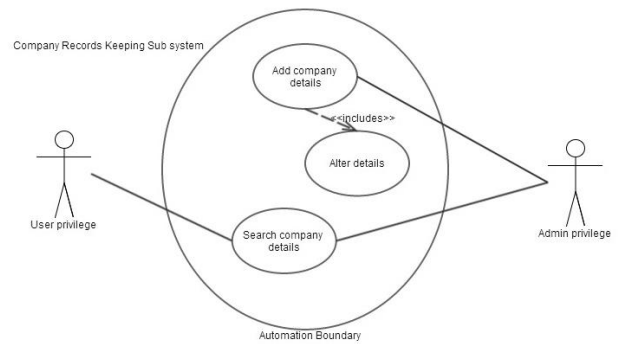 Company Records Keeping Sub system
Add company
details
<<includes>>
Alter details
User privilege
Search company
details
Admin privilege
Automation Boundary